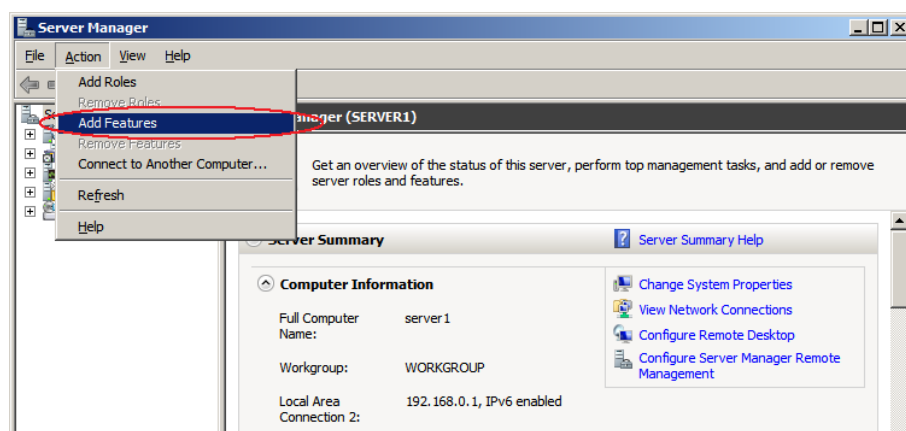 Server Manager
File Action View Help
Add Roles
Remove Roles
Add Features
Remove Features
Connect to Another Computer...
Refresh
Help
(SERVER1)
Get an overview of the status of this server, perform top management tasks, and add or remove
server roles and features.
Server Summary
Server Summary Help
Computer Information
Full Computer
Name:
server1
Workgroup:
WORKGROUP
Local Area
Connection 2:
192.168.0.1, IPv6 enabled
Change System Properties
View Network Connections
Configure Remote Desktop
Configure Server Manager Remote
Management